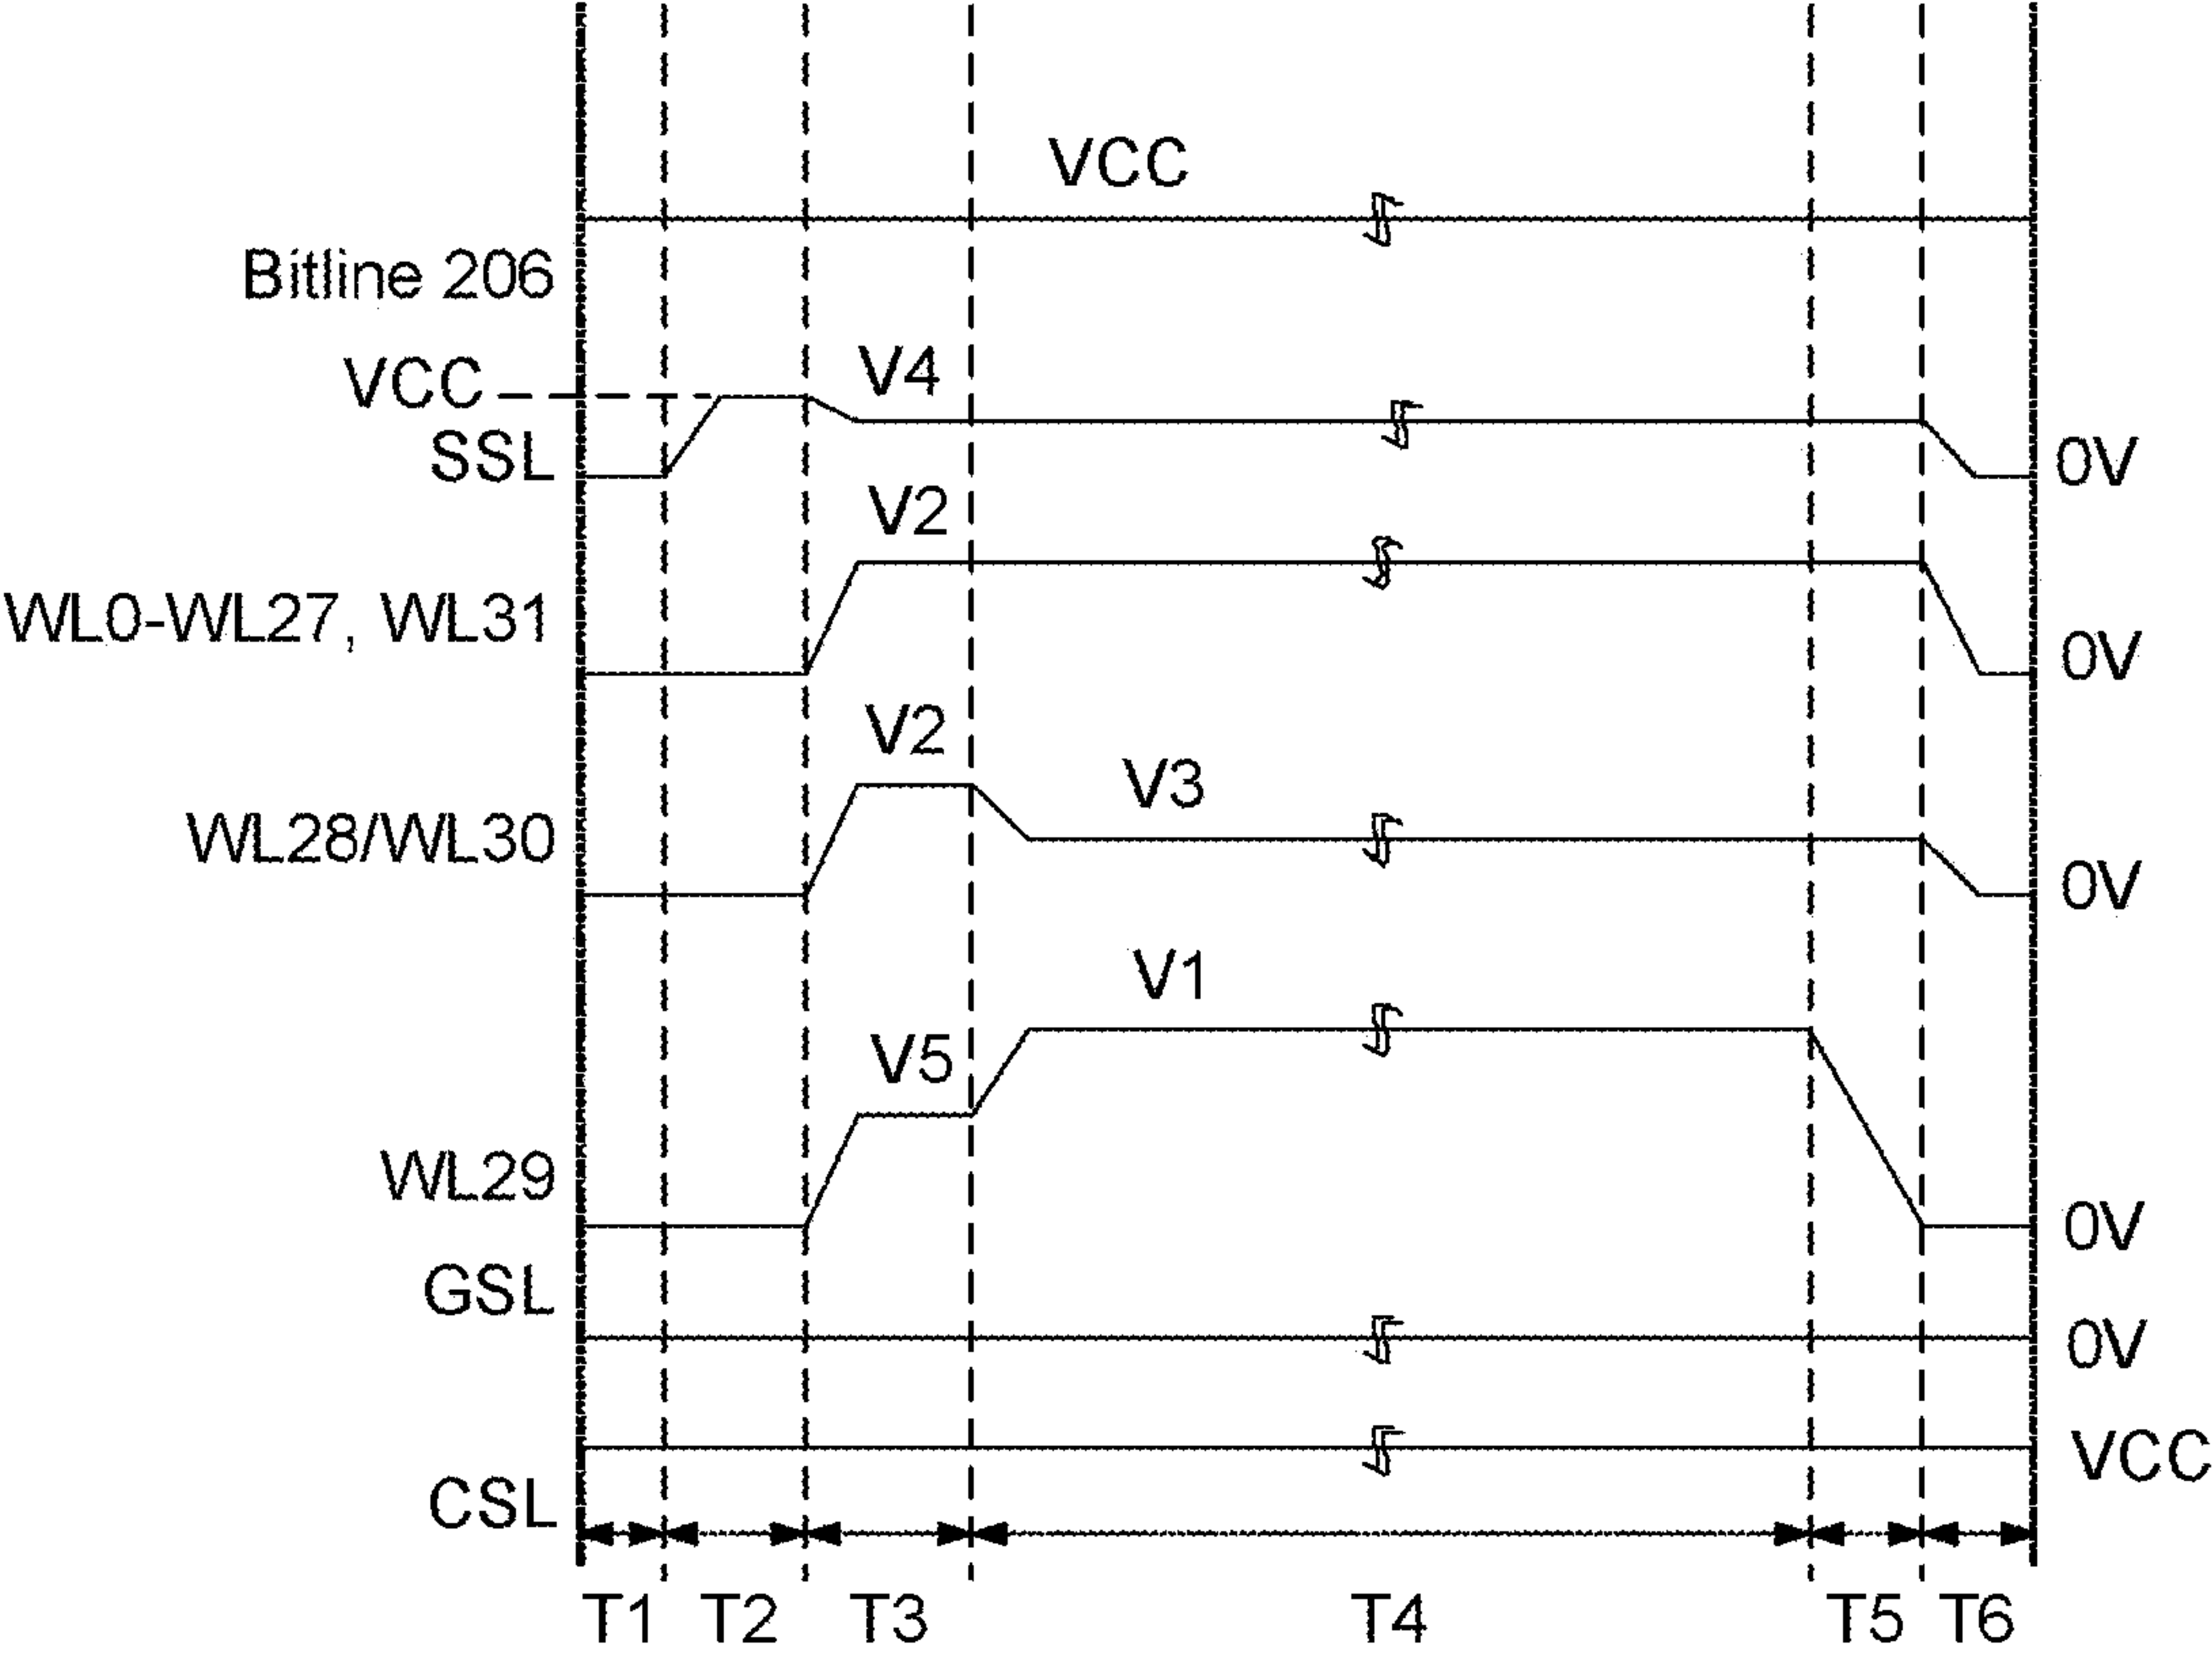 VCC
Bitline 206
VCC
V4
SSL
0V
V2
WL0-WL27, WL31
0V
V2
V3
WL28/WL30
0V
V1
V5
WL29
0V
GSL
0V
VCC
CSL
T1 T2 T3 T4 T5 T6